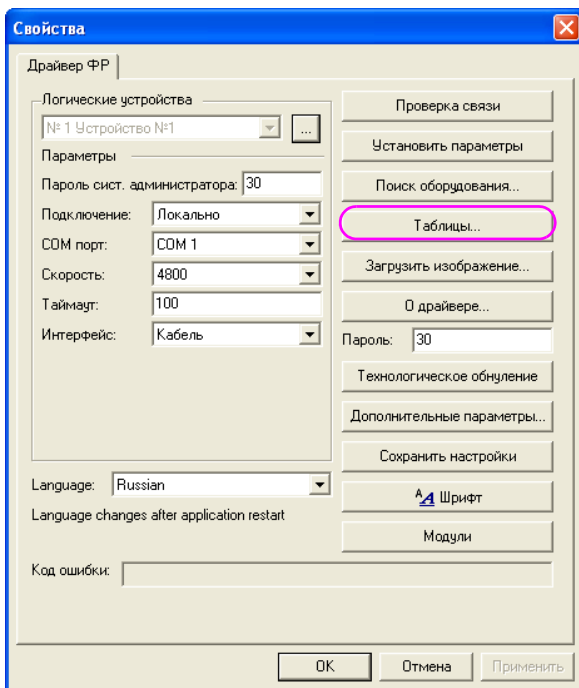 Свойства
Драйвер ФР
Логические устройства
№ 1 Устройство №1
...
Параметры
Пароль сист. администратора: 30
Подключение: Локально
COM порт: COM 1
Скорость: 4800
Таймаут: 100
Интерфейс: Кабель
Language: Russian
Language changes after application restart
Код ошибки:
Проверка связи
Установить параметры
Поиск оборудования...
Таблицы...
Загрузить изображение...
О драйвере...
Пароль: 30
Технологическое обнуление
Дополнительные параметры...
Сохранить настройки
АА Шрифт
Модули
OK
Отмена
Применить